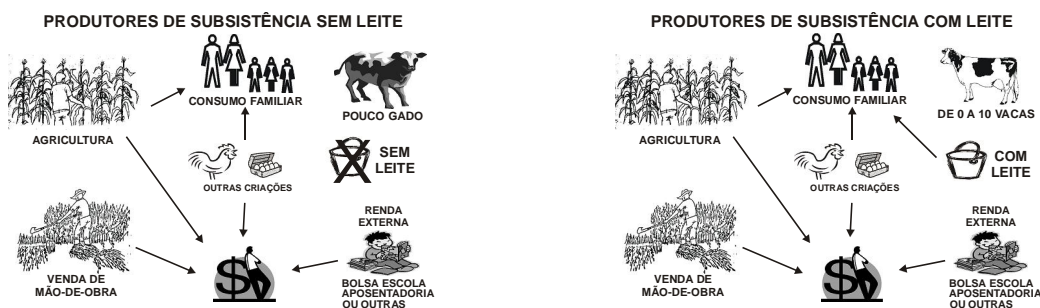 PRODUTORES DE SUBSISTÊNCIA SEM LEITE
CONSUMO FAMILIAR
POUCO GADO
AGRICULTURA
SEM
LEITE
OUTRAS CRIAÇÕES
RENDA
EXTERNA
$
VENDA DE
MÃO-DE-OBRA
BOLSA ESCOLA
APOSENTADORIA
OU OUTRAS
PRODUTORES DE SUBSISTÊNCIA COM LEITE
CONSUMO FAMILIAR
DE 0 A 10 VACAS
AGRICULTURA
COM
LEITE
OUTRAS CRIAÇÕES
RENDA
EXTERNA
$
VENDA DE
MÃO-DE-OBRA
BOLSA ESCOLA
APOSENTADORIA
OU OUTRAS